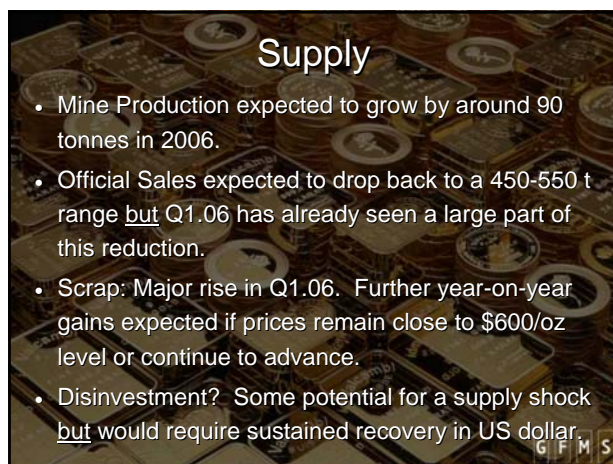 Supply
• Mine Production expected to grow by around 90
tonnes in 2006.
• Official Sales expected to drop back to a 450-550 t
range but Q1.06 has already seen a large part of
this reduction.
• Scrap: Major rise in Q1.06.  Further year-on-year
gains expected if prices remain close to $600/oz
level or continue to advance.
• Disinvestment?  Some potential for a supply shock
but would require sustained recovery in US dollar.
GFMS